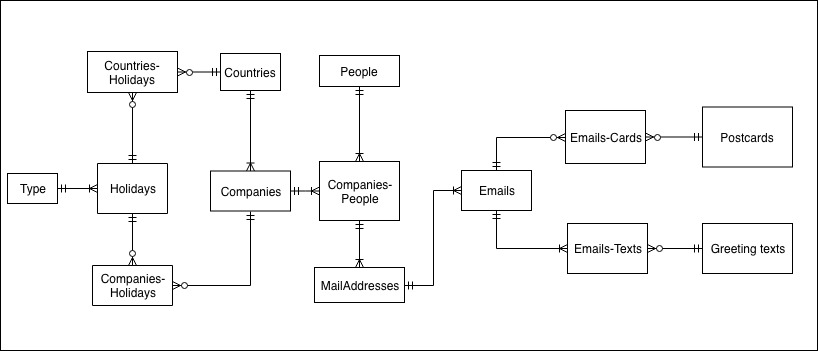 Countries-
Holidays
Countries
People
Emails-Cards
Postcards
Type
Holidays
Companies
Companies-
People
Emails
Companies-
Holidays
MailAddresses
Emails-Texts
Greeting texts